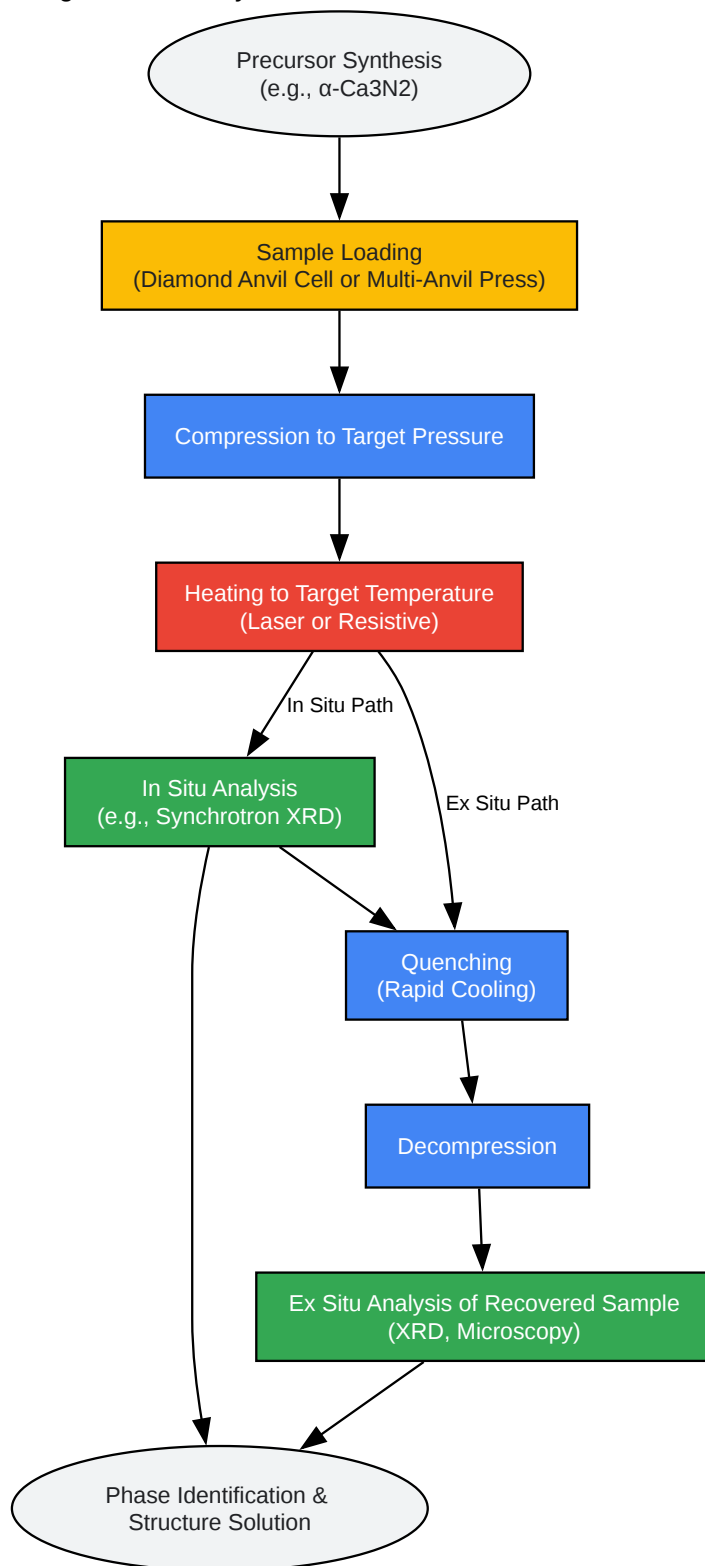 Precursor Synthesis
(e.g., α-Ca3N2)
Sample Loading
(Diamond Anvil Cell or Multi-Anvil Press)
Compression to Target Pressure
Heating to Target Temperature
(Laser or Resistive)
In Situ Path
In Situ Analysis
(e.g., Synchrotron XRD)
Ex Situ Path
Quenching
(Rapid Cooling)
Decompression
Ex Situ Analysis of Recovered Sample
(XRD, Microscopy)
Phase Identification &
Structure Solution